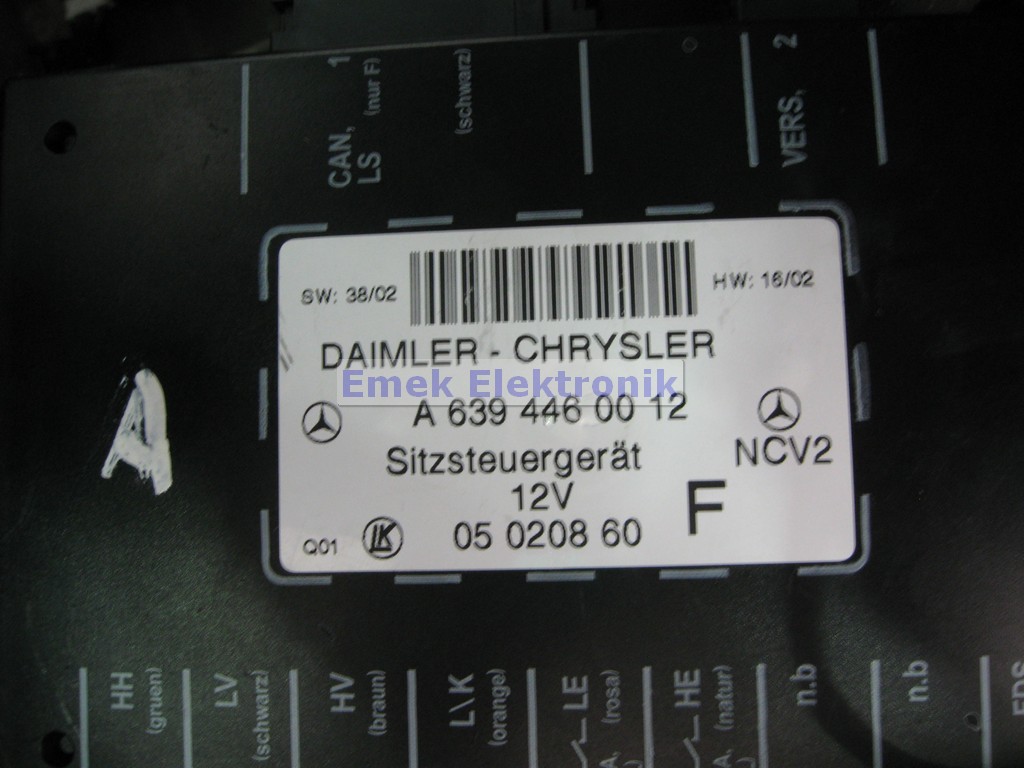 CAN, 1
LS (nur F)
(schwarz)
VERS, 2
SW: 38/02
HW: 16/02
DAIMLER - CHRYSLER
Emek Elektronik
A 639 446 00 12
Sitzsteuergerät
NCV2
12V
F
Q01
LK
05 0208 60
A
HH
(gruen)
LV
(schwarz)
HV
(braun)
L\K
(orange)
LE
A, (rosa)
HE
A, (natur)
n.b
n.b